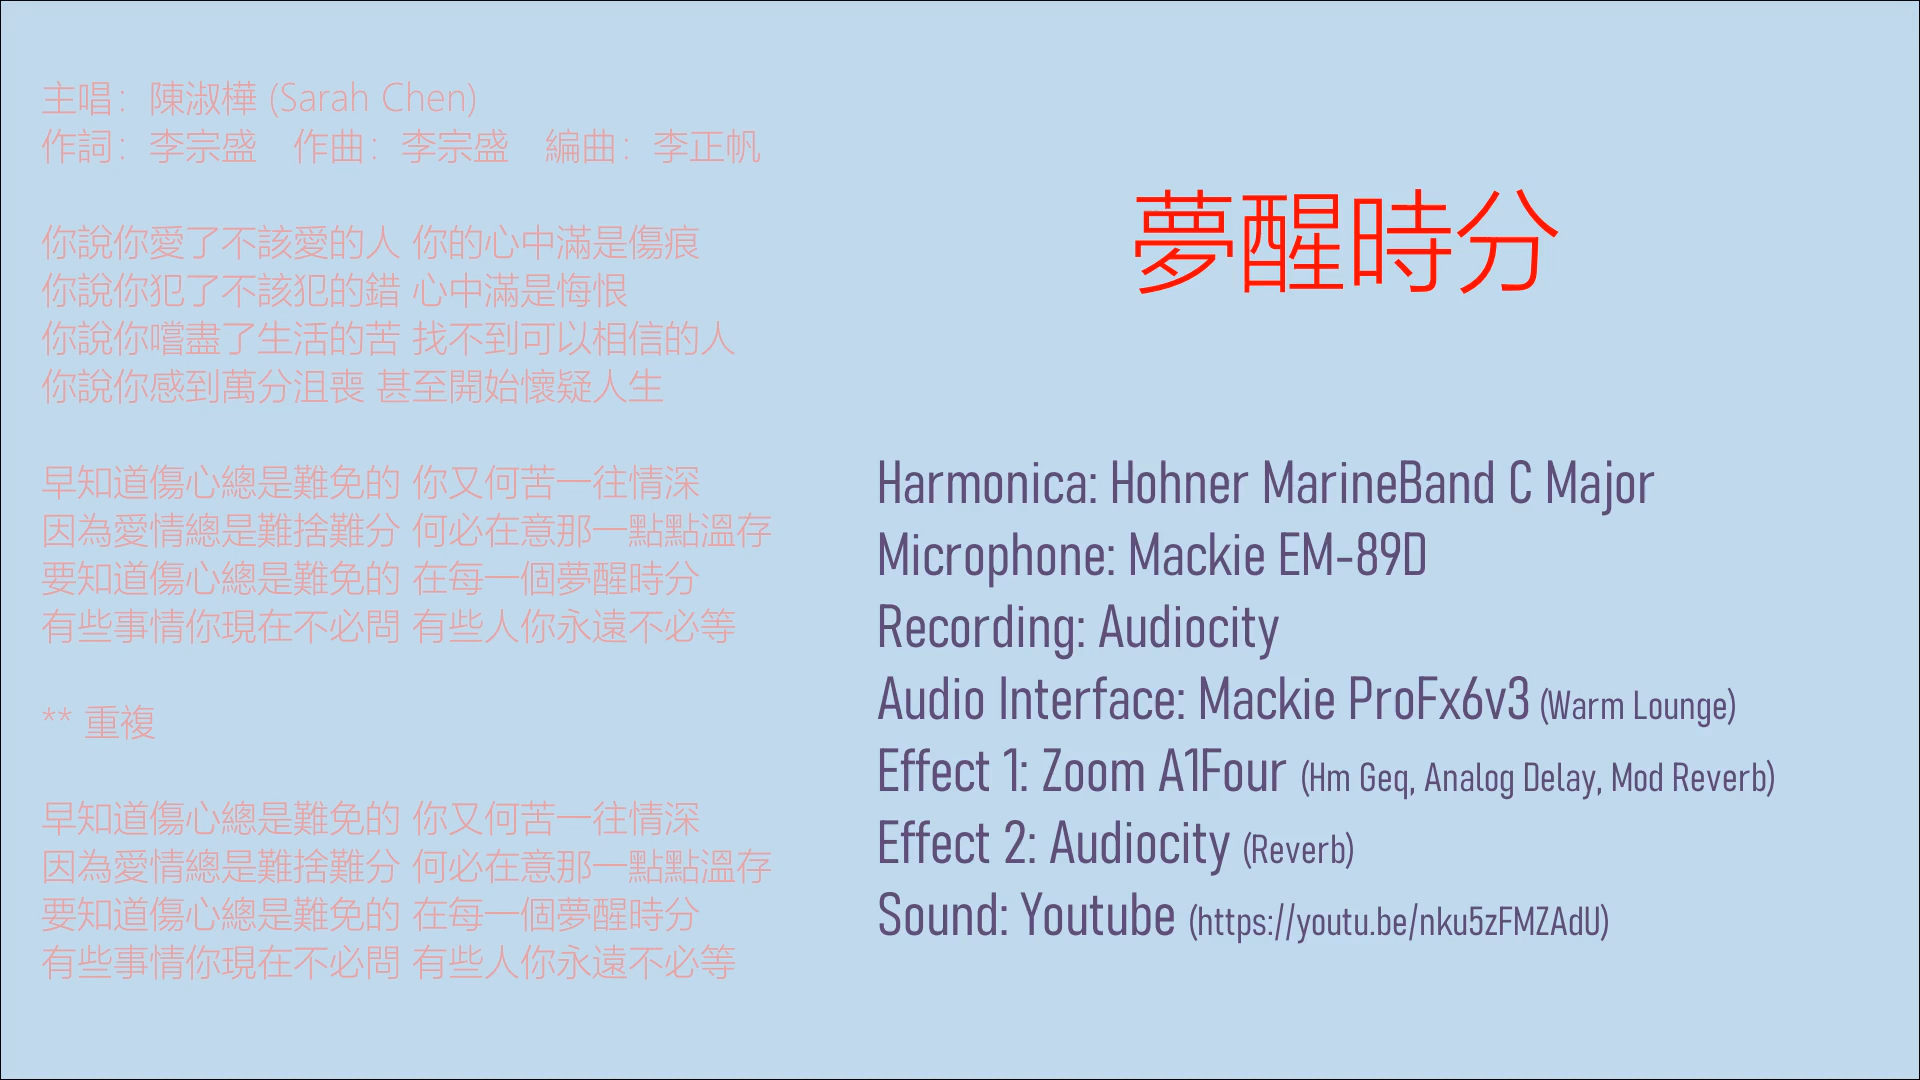 主唱：陳淑樺 (Sarah Chen)
作詞：李宗盛　作曲：李宗盛　編曲：李正帆
你說你愛了不該愛的人 你的心中滿是傷痕
你說你犯了不該犯的錯 心中滿是悔恨
你說你嚐盡了生活的苦 找不到可以相信的人
你說你感到萬分沮喪 甚至開始懷疑人生
早知道傷心總是難免的 你又何苦一往情深
因為愛情總是難捨難分 何必在意那一點點溫存
要知道傷心總是難免的 在每一個夢醒時分
有些事情你現在不必問 有些人你永遠不必等
** 重複
早知道傷心總是難免的 你又何苦一往情深
因為愛情總是難捨難分 何必在意那一點點溫存
要知道傷心總是難免的 在每一個夢醒時分
有些事情你現在不必問 有些人你永遠不必等
夢醒時分
Harmonica: Hohner MarineBand C Major
Microphone: Mackie EM-89D
Recording: Audiocity
Audio Interface: Mackie ProFx6v3 (Warm Lounge)
Effect 1: Zoom A1Four (Hm Geq, Analog Delay, Mod Reverb)
Effect 2: Audiocity (Reverb)
Sound: Youtube (https://youtu.be/nku5zFMZAdU)